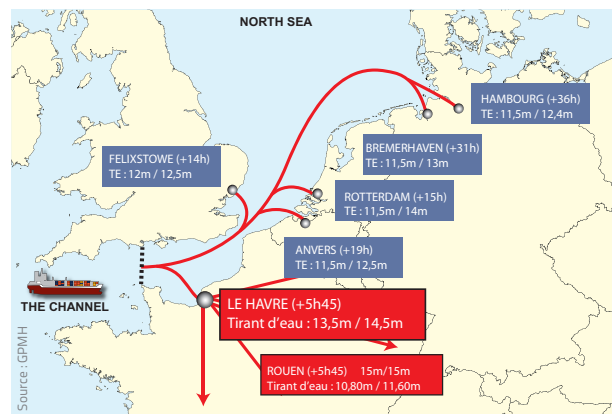 NORTH SEA
HAMBOURG (+36h)
TE : 11,5m / 12,4m
BREMERHAVEN (+31h)
TE : 11,5m / 13m
FELIXSTOWE (+14h)
TE : 12m / 12,5m
ROTTERDAM (+15h)
TE : 11,5m / 14m
ANVERS (+19h)
TE : 11,5m / 12,5m
THE CHANNEL
LE HAVRE (+5h45)
Tirant d'eau : 13,5m / 14,5m
ROUEN (+5h45) 15m/15m
Tirant d'eau : 10,80m / 11,60m
Source : GPMH